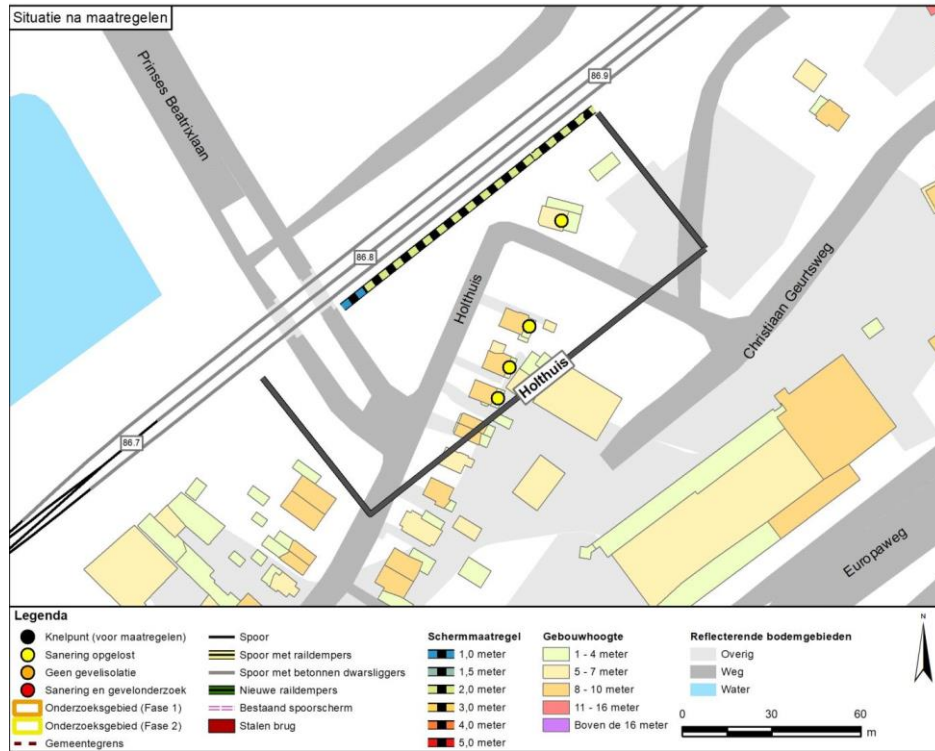 Situatie na maatregelen
Prinses Beatrixlaan
86.9
86.8
86.7
Holthuis
Holthuis
Christiaan Geurtsweg
Europaweg
Legenda
Knelpunt (voor maatregelen)
Sanering opgelost
Geen gevelisolatie
Sanering en gevelonderzoek
Onderzoeksgebied (Fase 1)
Onderzoeksgebied (Fase 2)
Gemeentegrens
Spoor
Spoor met raildempers
Spoor met betonnen dwarsliggers
Nieuwe raildempers
Bestaand spoorscherm
Stalen brug
Schermmaatregel
1,0 meter
1,5 meter
2,0 meter
3,0 meter
4,0 meter
5,0 meter
Gebouwhoogte
1 - 4 meter
5 - 7 meter
8 - 10 meter
11 - 16 meter
Boven de 16 meter
Reflecterende bodemgebieden
Overig
Weg
Water
N
0 30 60
m